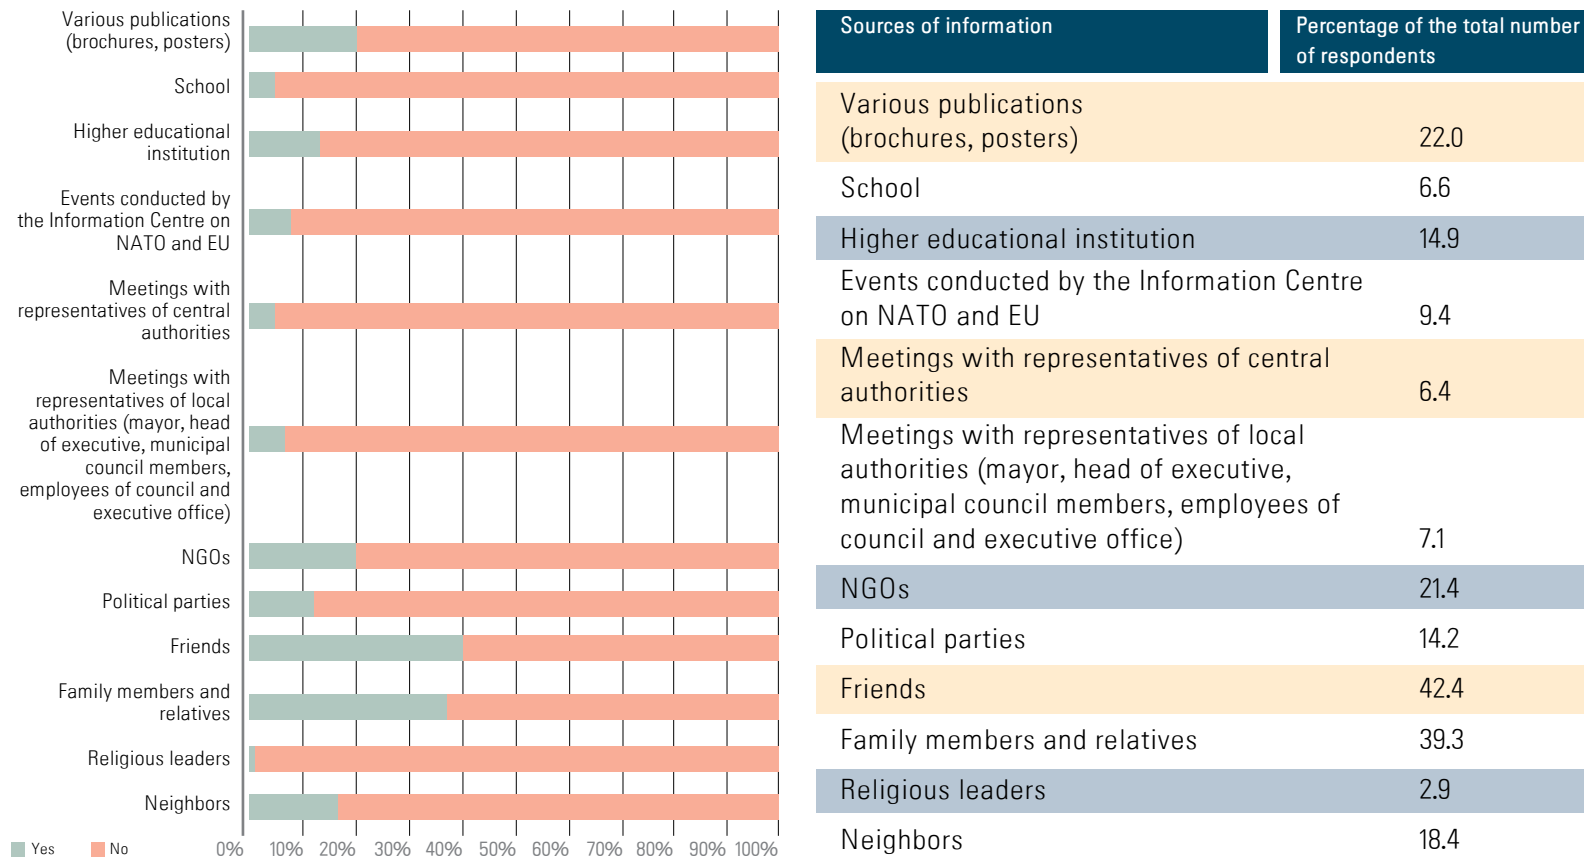 Various publications
(brochures, posters)
School
Higher educational
institution
Events conducted by
the Information Centre on
NATO and EU
Meetings with
representatives of central
authorities
Meetings with
representatives of local
authorities (mayor, head
of executive, municipal
council members,
employees of council and
executive office)
NGOs
Political parties
Friends
Family members and
relatives
Religious leaders
Neighbors
Yes No 0% 10% 20% 30% 40% 50% 60% 70% 80% 90% 100%
Sources of information
Percentage of the total number
of respondents
Various publications
(brochures, posters) 22.0
School 6.6
Higher educational institution 14.9
Events conducted by the Information Centre
on NATO and EU 9.4
Meetings with representatives of central
authorities 6.4
Meetings with representatives of local
authorities (mayor, head of executive,
municipal council members, employees of
council and executive office) 7.1
NGOs 21.4
Political parties 14.2
Friends 42.4
Family members and relatives 39.3
Religious leaders 2.9
Neighbors 18.4